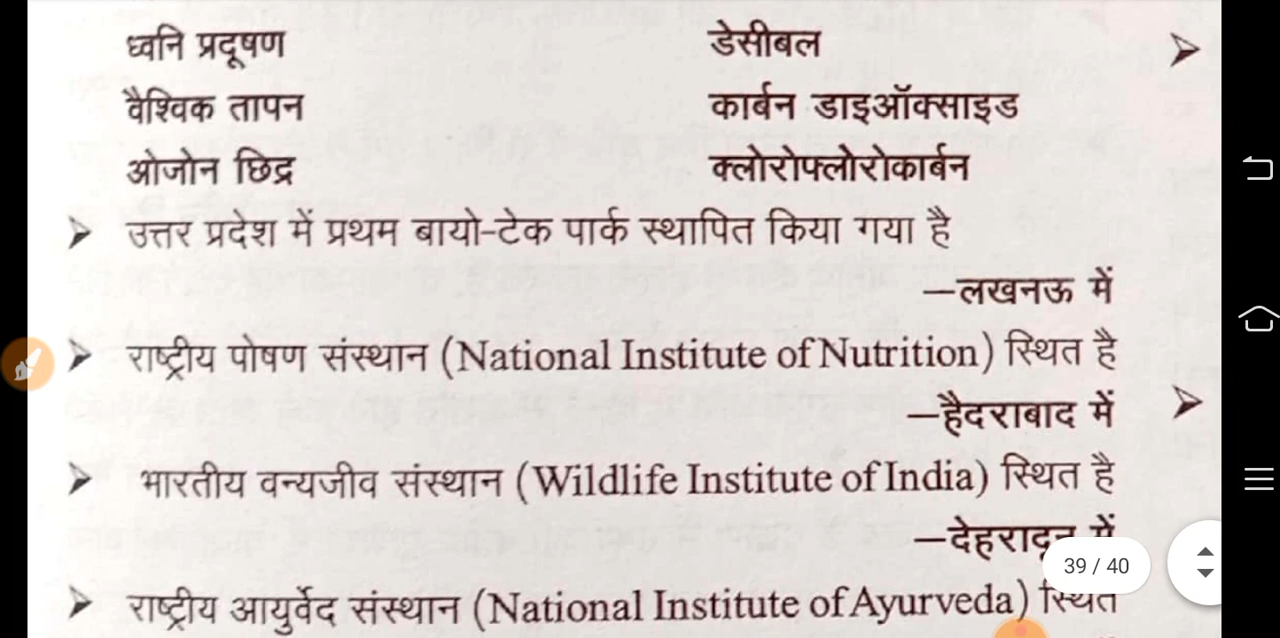 ध्वनि प्रदूषण डेसीबल
वैश्विक तापन कार्बन डाइऑक्साइड
ओजोन छिद्र क्लोरोफ्लोरोकार्बन
➢ उत्तर प्रदेश में प्रथम बायो-टेक पार्क स्थापित किया गया है
—लखनऊ में
➢ राष्ट्रीय पोषण संस्थान (National Institute of Nutrition) स्थित है
—हैदराबाद में
➢ भारतीय वन्यजीव संस्थान (Wildlife Institute of India) स्थित है
—देहरादून में
39 / 40
➢ राष्ट्रीय आयुर्वेद संस्थान (National Institute of Ayurveda) स्थित